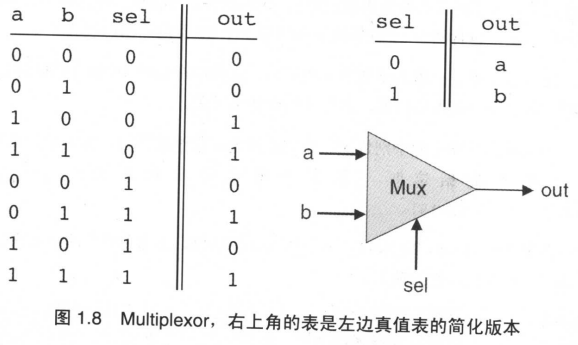 a b sel out
0 0 0 0
0 1 0 0
1 0 0 1
1 1 0 1
0 0 1 0
0 1 1 1
1 0 1 0
1 1 1 1
sel out
0 a
1 b
a
b
Mux
out
sel
图 1.8 Multiplexor，右上角的表是左边真值表的简化版本